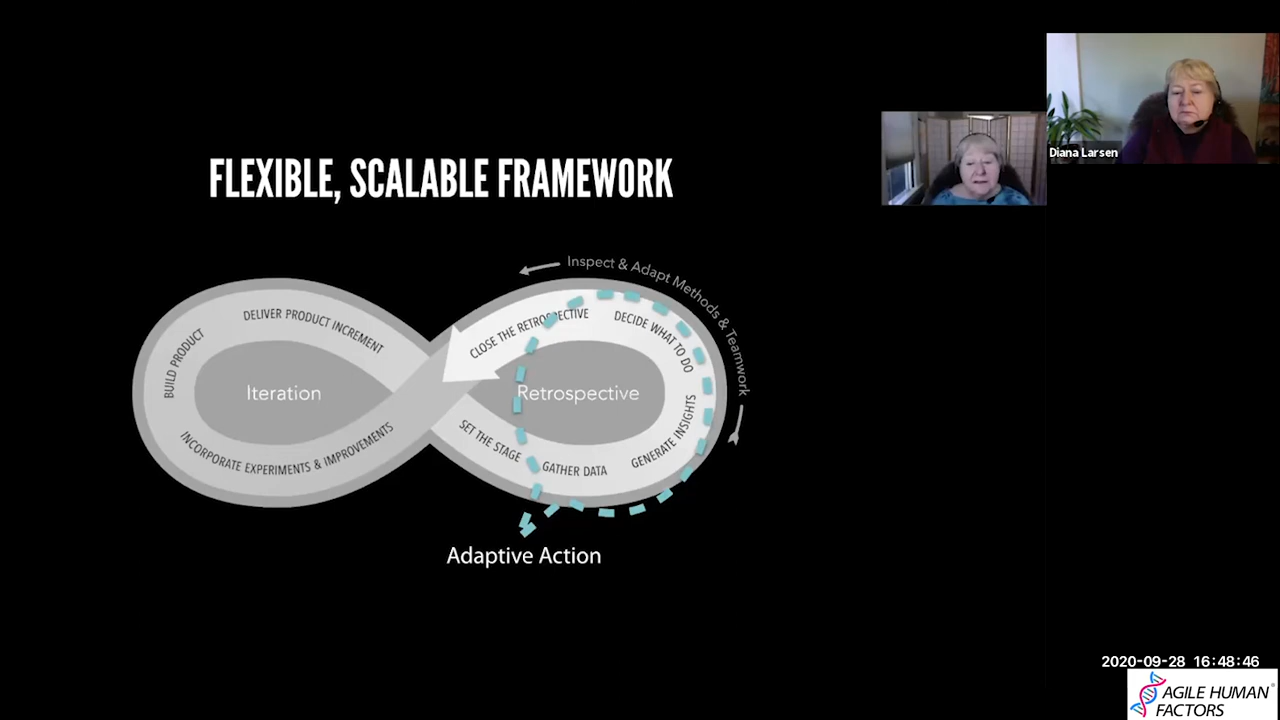 Diana Larsen
FLEXIBLE, SCALABLE FRAMEWORK
Inspect & Adapt Methods & Teamwork
DELIVER PRODUCT INCREMENT
BUILD PRODUCT
Iteration
INCORPORATE EXPERIMENTS & IMPROVEMENTS
CLOSE THE RETROSPECTIVE
DECIDE WHAT TO DO
Retrospective
SET THE STAGE
GATHER DATA
GENERATE INSIGHTS
Adaptive Action
2020-09-28 16:48:46
AGILE HUMAN
FACTORS